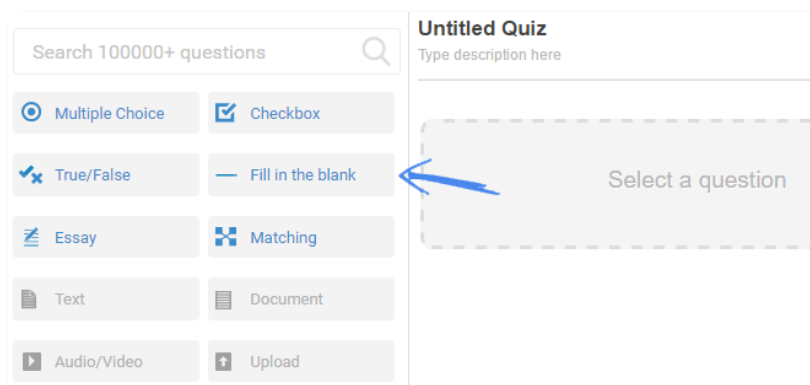 Search 100000+ questions
Untitled Quiz
Type description here
Multiple Choice
Checkbox
True/False
Fill in the blank
Essay
Matching
Text
Document
Audio/Video
Upload
Select a question